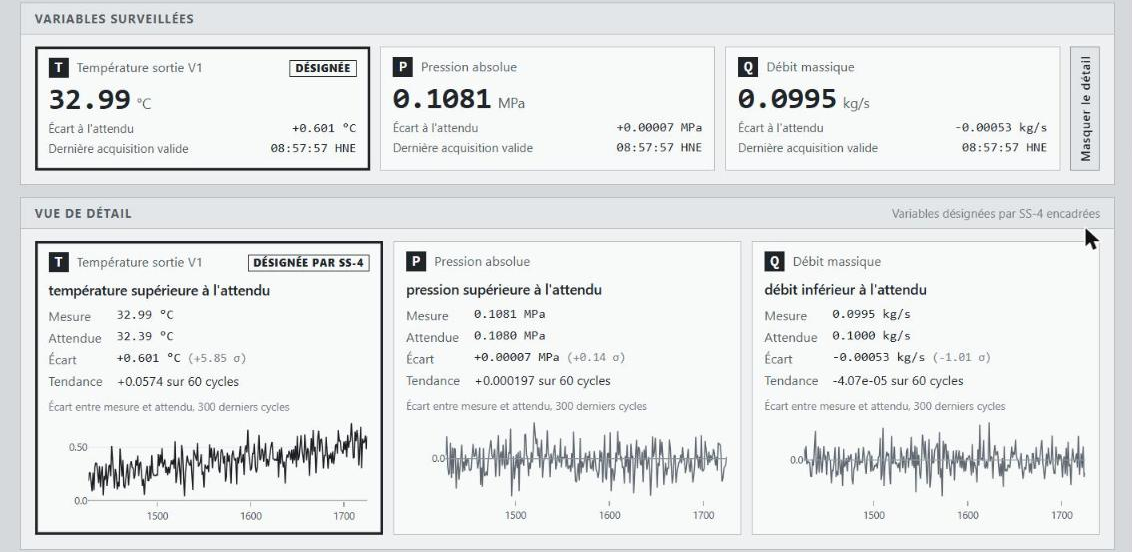 VARIABLES SURVEILLÉES
T Température sortie V1 DÉSIGNÉE
32.99 °C
Écart à l'attendu +0.601 °C
Dernière acquisition valide 08:57:57 HNE
P Pression absolue
0.1081 MPa
Écart à l'attendu +0.00007 MPa
Dernière acquisition valide 08:57:57 HNE
Q Débit massique
0.0995 kg/s
Écart à l'attendu -0.00053 kg/s
Dernière acquisition valide 08:57:57 HNE
Masquer le détail
VUE DE DÉTAIL Variables désignées par SS-4 encadrées
T Température sortie V1 DÉSIGNÉE PAR SS-4
température supérieure à l'attendu
Mesure 32.99 °C
Attendue 32.39 °C
Écart +0.601 °C (+5.85 σ)
Tendance +0.0574 sur 60 cycles
Écart entre mesure et attendu, 300 derniers cycles
0.50
0.0
1500 1600 1700
P Pression absolue
pression supérieure à l'attendu
Mesure 0.1081 MPa
Attendue 0.1080 MPa
Écart +0.00007 MPa (+0.14 σ)
Tendance +0.000197 sur 60 cycles
Écart entre mesure et attendu, 300 derniers cycles
0.0
1500 1600 1700
Q Débit massique
débit inférieur à l'attendu
Mesure 0.0995 kg/s
Attendue 0.1000 kg/s
Écart -0.00053 kg/s (-1.01 σ)
Tendance -4.07e-05 sur 60 cycles
Écart entre mesure et attendu, 300 derniers cycles
0.0
1500 1600 1700